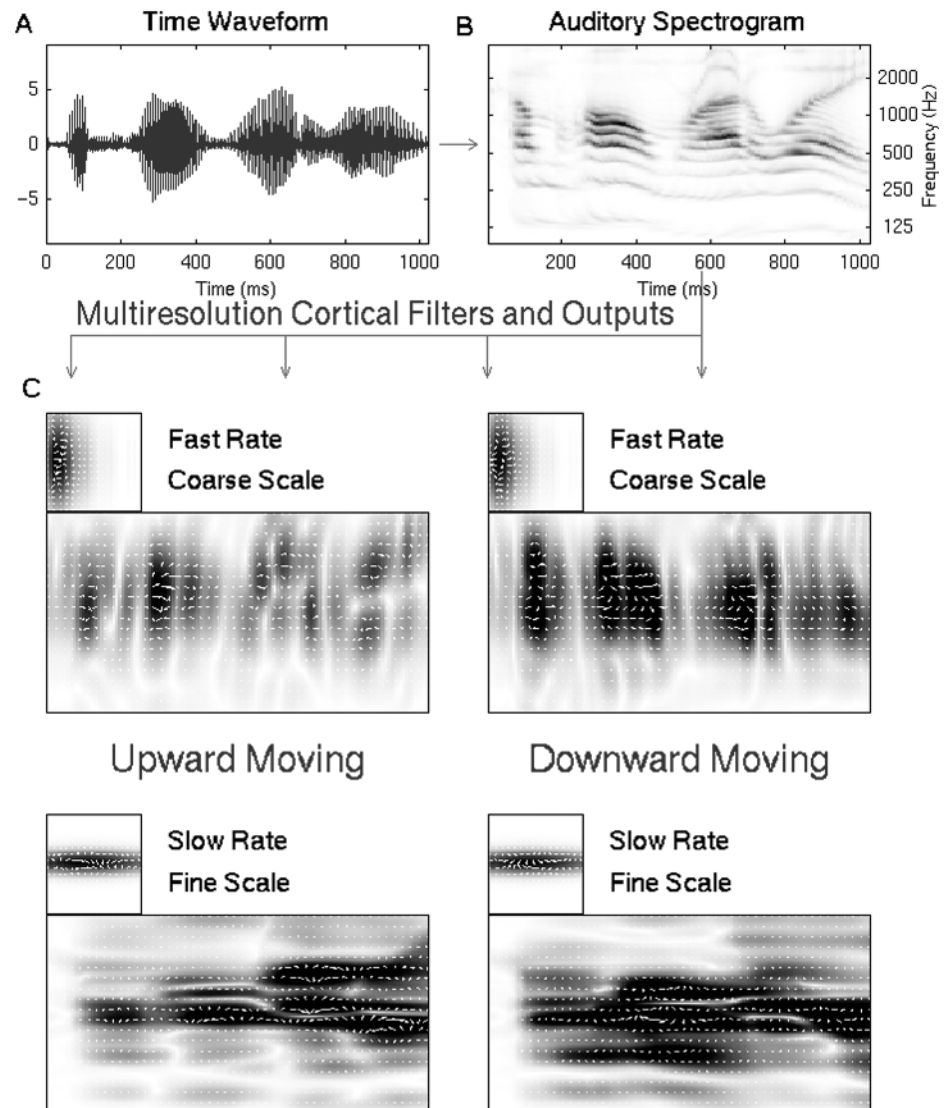 A Time Waveform
B Auditory Spectrogram
5
0
-5
0 200 400 600 800 1000
Time (ms)
2000
1000
500
250
125
Frequency (Hz)
0 200 400 600 800 1000
Time (ms)
Multiresolution Cortical Filters and Outputs
C
Fast Rate
Coarse Scale
Fast Rate
Coarse Scale
Upward Moving
Downward Moving
Slow Rate
Fine Scale
Slow Rate
Fine Scale